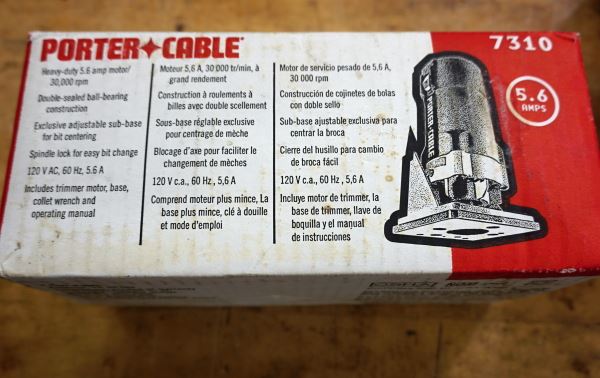 PORTER+CABLE
7310
5.6
AMPS
Heavy-duty 5.6 amp motor/
30,000 rpm
Double-sealed ball-bearing
construction
Exclusive adjustable sub-base
for bit centering
Spindle lock for easy bit change
120 V AC, 60 Hz, 5.6 A
Includes trimmer motor, base,
collet wrench and
operating manual
Moteur 5,6 A, 30 000 tr/min, à
grand rendement
Construction à roulements à
billes avec double scellement
Sous-base réglable exclusive
pour centrage de mèche
Blocage d'axe pour faciliter le
changement de mèches
120 V c.a., 60 Hz , 5,6 A
Comprend moteur plus mince, La
base plus mince, clé à douille
et mode d'emploi
Motor de servicio pesado de 5,6 A,
30 000 rpm
Construcción de cojinetes de bolas
con doble sello
Sub-base ajustable exclusiva para
centrar la broca
Cierre del husillo para cambio
de broca fácil
120 V c.a., 60 Hz , 5,6 A
Incluye motor de trimmer, la
base de trimmer, llave de
boquilla y el manual
de instrucciones
PORTER-CABLE